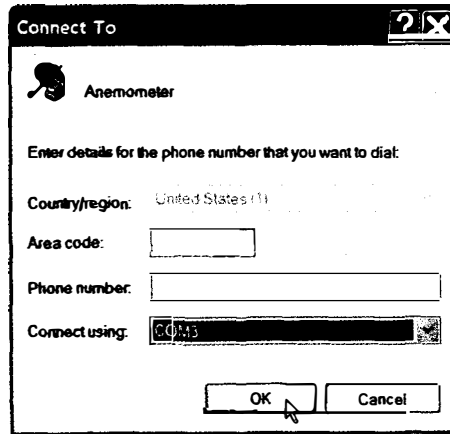 Connect To
?
Anemometer
Enter details for the phone number that you want to dial:
Country/region: United States (1)
Area code:
Phone number:
Connect using: COM3
OK Cancel